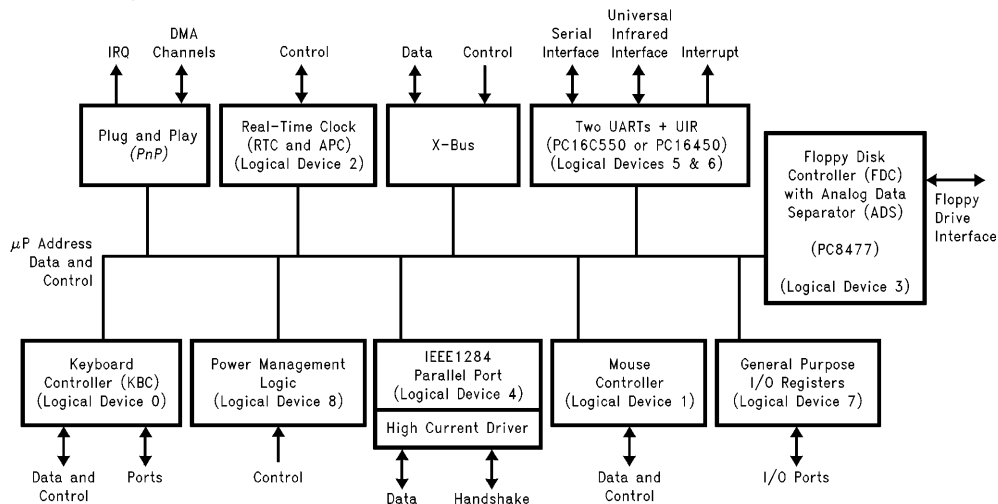 IRQ
DMA
Channels
Control
Data
Control
Serial
Interface
Universal
Infrared
Interface
Interrupt
Plug and Play
(PnP)
Real-Time Clock
(RTC and APC)
(Logical Device 2)
X-Bus
Two UARTs + UIR
(PC16C550 or PC16450)
(Logical Devices 5 & 6)
Floppy Disk
Controller (FDC)
with Analog Data
Separator (ADS)
(PC8477)
(Logical Device 3)
Floppy
Drive
Interface
μP Address
Data and
Control
Keyboard
Controller (KBC)
(Logical Device 0)
Power Management
Logic
(Logical Device 8)
IEEE1284
Parallel Port
(Logical Device 4)
High Current Driver
Mouse
Controller
(Logical Device 1)
General Purpose
I/O Registers
(Logical Device 7)
Data and
Control
Ports
Control
Data
Handshake
Data and
Control
I/O Ports